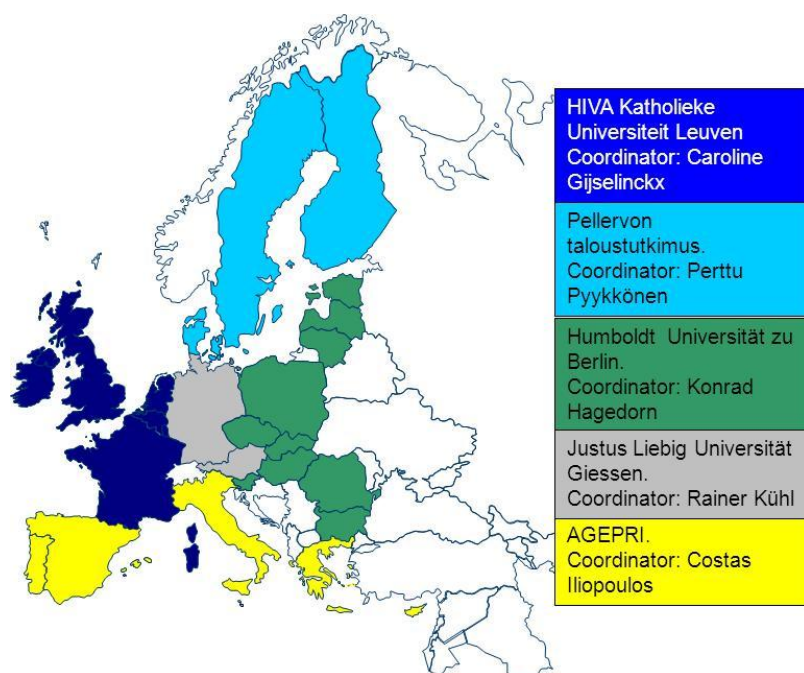 HIVA Katholieke
Universiteit Leuven
Coordinator: Caroline
Gijselinckx
Pellervon
taloustutkimus.
Coordinator: Perttu
Pyykkönen
Humboldt Universität zu
Berlin.
Coordinator: Konrad
Hagedorn
Justus Liebig Universität
Giessen.
Coordinator: Rainer Kühl
AGEPRI.
Coordinator: Costas
Iliopoulos